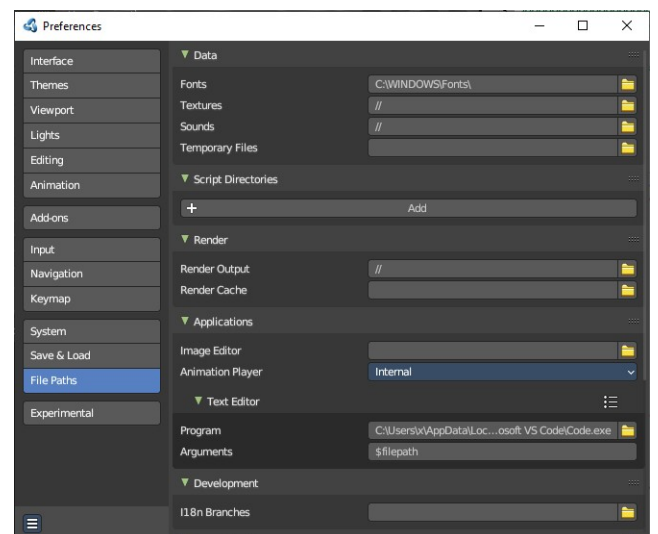 Preferences
Interface
Themes
Viewport
Lights
Editing
Animation
Add-ons
Input
Navigation
Keymap
System
Save & Load
File Paths
Experimental
Data
Fonts C:\WINDOWS\Fonts\
Textures //
Sounds //
Temporary Files
Script Directories
+ Add
Render
Render Output //
Render Cache
Applications
Image Editor
Animation Player Internal
Text Editor
Program C:\Users\x\AppData\Loc...osoft VS Code\Code.exe
Arguments $filepath
Development
I18n Branches